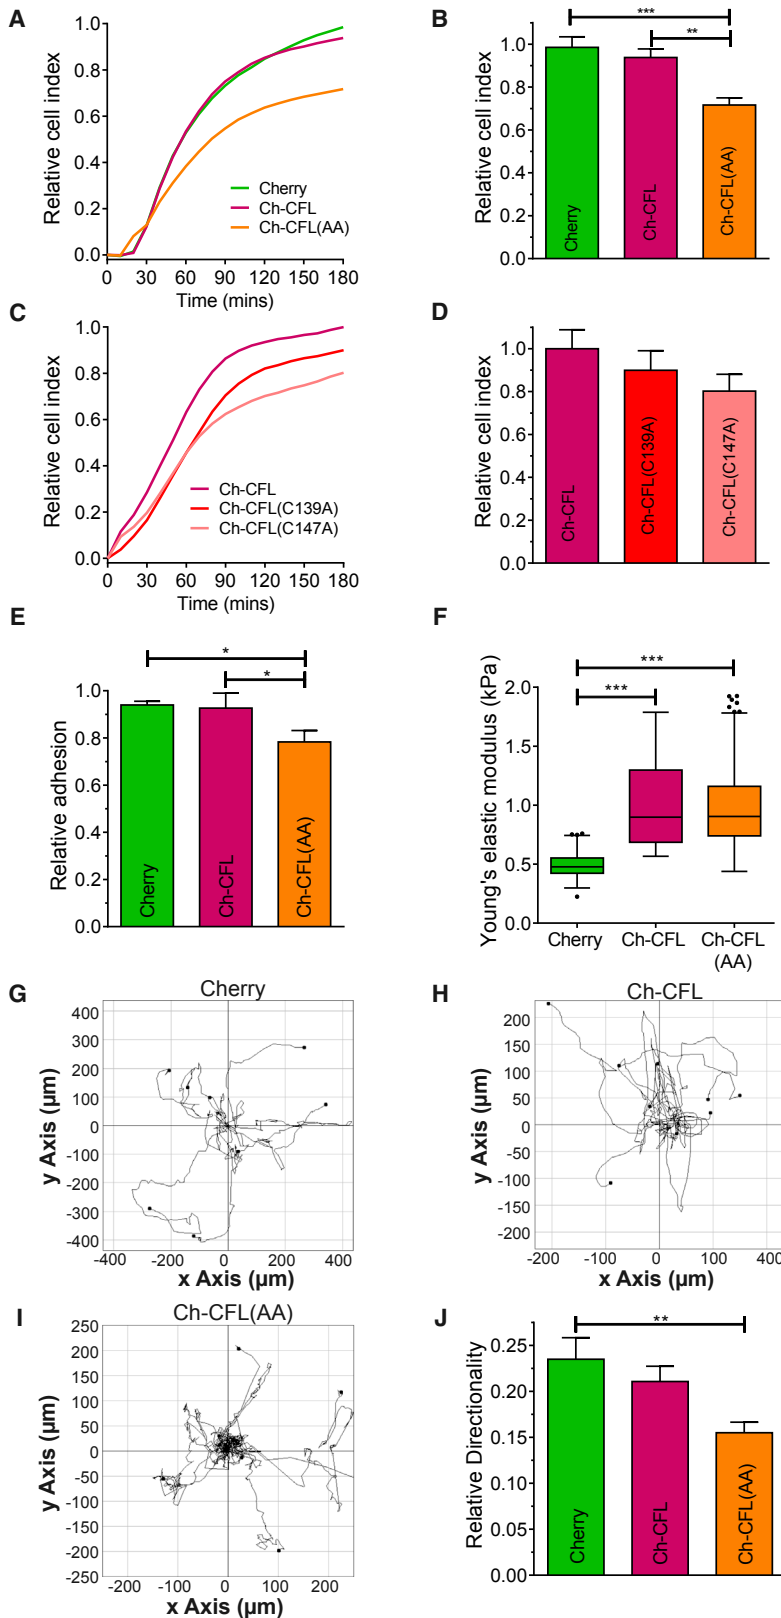 A
Relative cell index
1.0
0.8
0.6
0.4
0.2
0.0
Cherry
Ch-CFL
Ch-CFL(AA)
0 30 60 90 120 150 180
Time (mins)
B
***
**
Relative cell index
1.0
0.8
0.6
0.4
0.2
0.0
Cherry
Ch-CFL
Ch-CFL(AA)
C
1.0
0.8
0.6
0.4
0.2
0.0
Relative cell index
Ch-CFL
Ch-CFL(C139A)
Ch-CFL(C147A)
0 30 60 90 120 150 180
Time (mins)
D
Relative cell index
1.0
0.8
0.6
0.4
0.2
0.0
Ch-CFL
Ch-CFL(C139A)
Ch-CFL(C147A)
E
*
*
Relative adhesion
1.0
0.8
0.6
0.4
0.2
0.0
Cherry
Ch-CFL
Ch-CFL(AA)
F
***
***
Young's elastic modulus (kPa)
2.0
1.5
1.0
0.5
0.0
Cherry Ch-CFL Ch-CFL
(AA)
G
Cherry
y Axis (µm)
400
300
200
100
0
-100
-200
-300
-400
-400 -200 0 200 400
x Axis (µm)
H
Ch-CFL
y Axis (µm)
200
150
100
50
0
-50
-100
-150
-200
-200 -100 0 100 400
x Axis (µm)
I
Ch-CFL(AA)
y Axis (µm)
250
200
150
100
50
0
-50
-100
-150
-200
-250
-200 -100 0 100 200
x Axis (µm)
J
**
Relative Directionality
0.25
0.20
0.15
0.10
0.05
0.00
Cherry
Ch-CFL
Ch-CFL(AA)